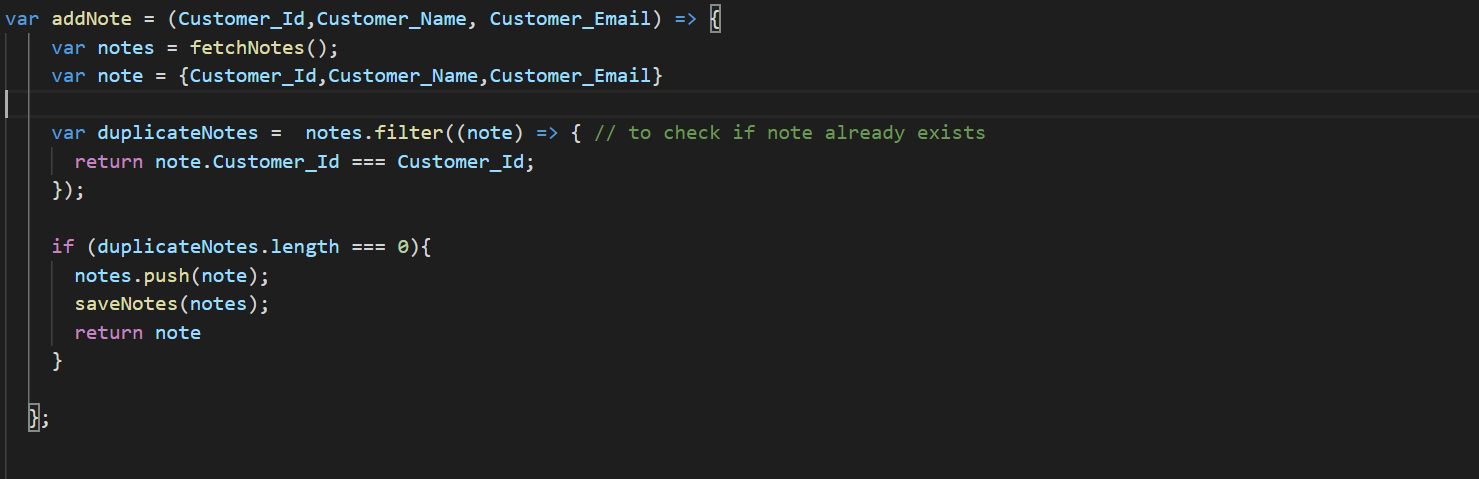 var addNote = (Customer_Id,Customer_Name, Customer_Email) => {
    var notes = fetchNotes();
    var note = {Customer_Id,Customer_Name,Customer_Email}

    var duplicateNotes =  notes.filter((note) => { // to check if note already exists
      return note.Customer_Id === Customer_Id;
    });

    if (duplicateNotes.length === 0){
      notes.push(note);
      saveNotes(notes);
      return note
    }

  };